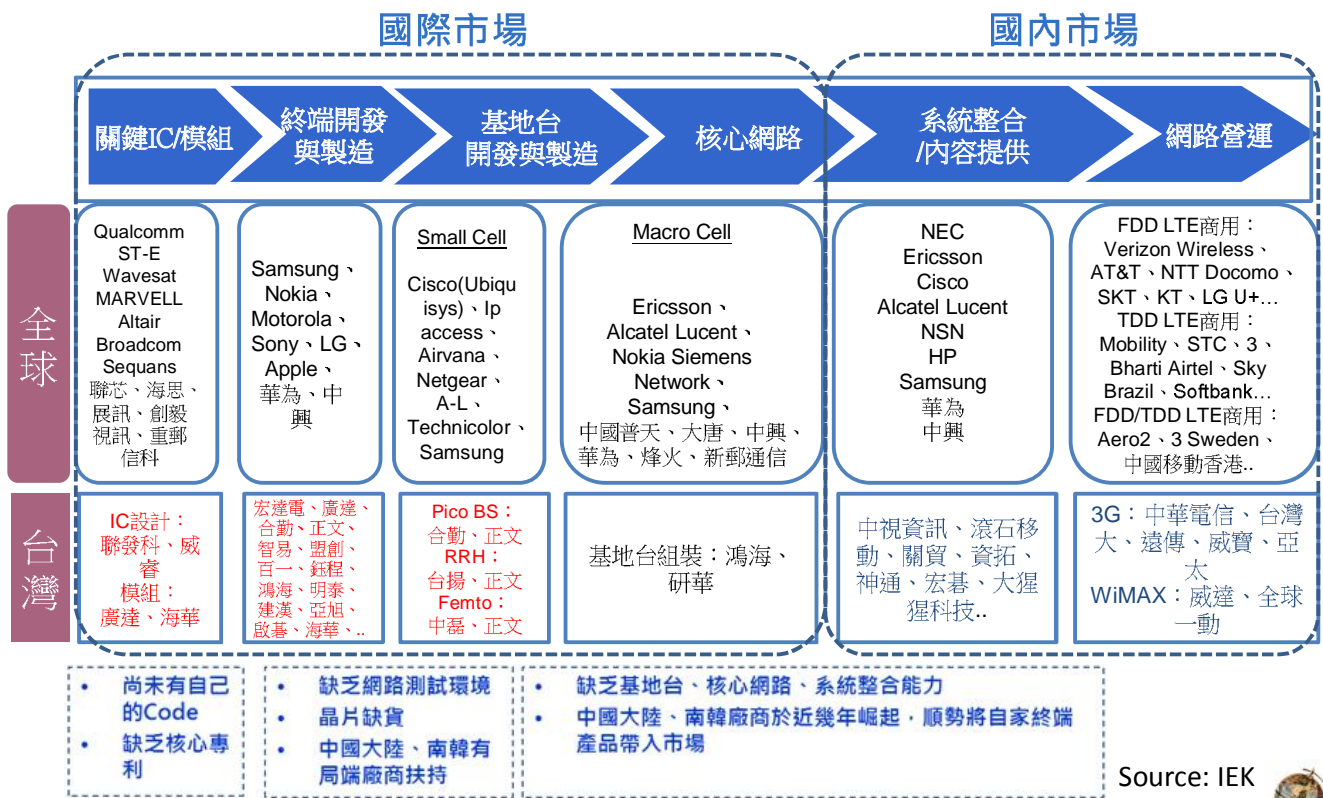 國際市場
國內市場
關鍵IC/模組
終端開發
與製造
基地台
開發與製造
核心網路
系統整合
/內容提供
網路營運
全球
Qualcomm
ST-E
Wavesat
MARVELL
Altair
Broadcom
Sequans
聯芯、海思、
展訊、創毅
視訊、重郵
信科
Samsung、
Nokia、
Motorola、
Sony、LG、
Apple、
華為、中
興
Small Cell
Cisco(Ubiqu
isys)、Ip
access、
Airvana、
Netgear、
A-L、
Technicolor、
Samsung
Macro Cell
Ericsson、
Alcatel Lucent、
Nokia Siemens
Network、
Samsung、
中國普天、大唐、中興、
華為、烽火、新郵通信
NEC
Ericsson
Cisco
Alcatel Lucent
NSN
HP
Samsung
華為
中興
FDD LTE商用：
Verizon Wireless、
AT&T、NTT Docomo、
SKT、KT、LG U+…
TDD LTE商用：
Mobility、STC、3、
Bharti Airtel、Sky
Brazil、Softbank…
FDD/TDD LTE商用：
Aero2、3 Sweden、
中國移動香港..
台灣
IC設計：
聯發科、威
睿
模組：
廣達、海華
宏達電、廣達、
合勤、正文、
智易、盟創、
百一、鈺程、
鴻海、明泰、
建漢、亞旭、
啟碁、海華、..
Pico BS：
合勤、正文
RRH：
台揚、正文
Femto：
中磊、正文
基地台組裝：鴻海、
研華
中視資訊、滾石移
動、關貿、資拓、
神通、宏碁、大猩
猩科技..
3G：中華電信、台灣
大、遠傳、威寶、亞
太
WiMAX：威達、全球
一動
• 尚未有自己
的Code
• 缺乏核心專
利
• 缺乏網路測試環境
• 晶片缺貨
• 中國大陸、南韓有
局端廠商扶持
• 缺乏基地台、核心網路、系統整合能力
• 中國大陸、南韓廠商於近幾年崛起，順勢將自家終端
產品帶入市場
Source: IEK